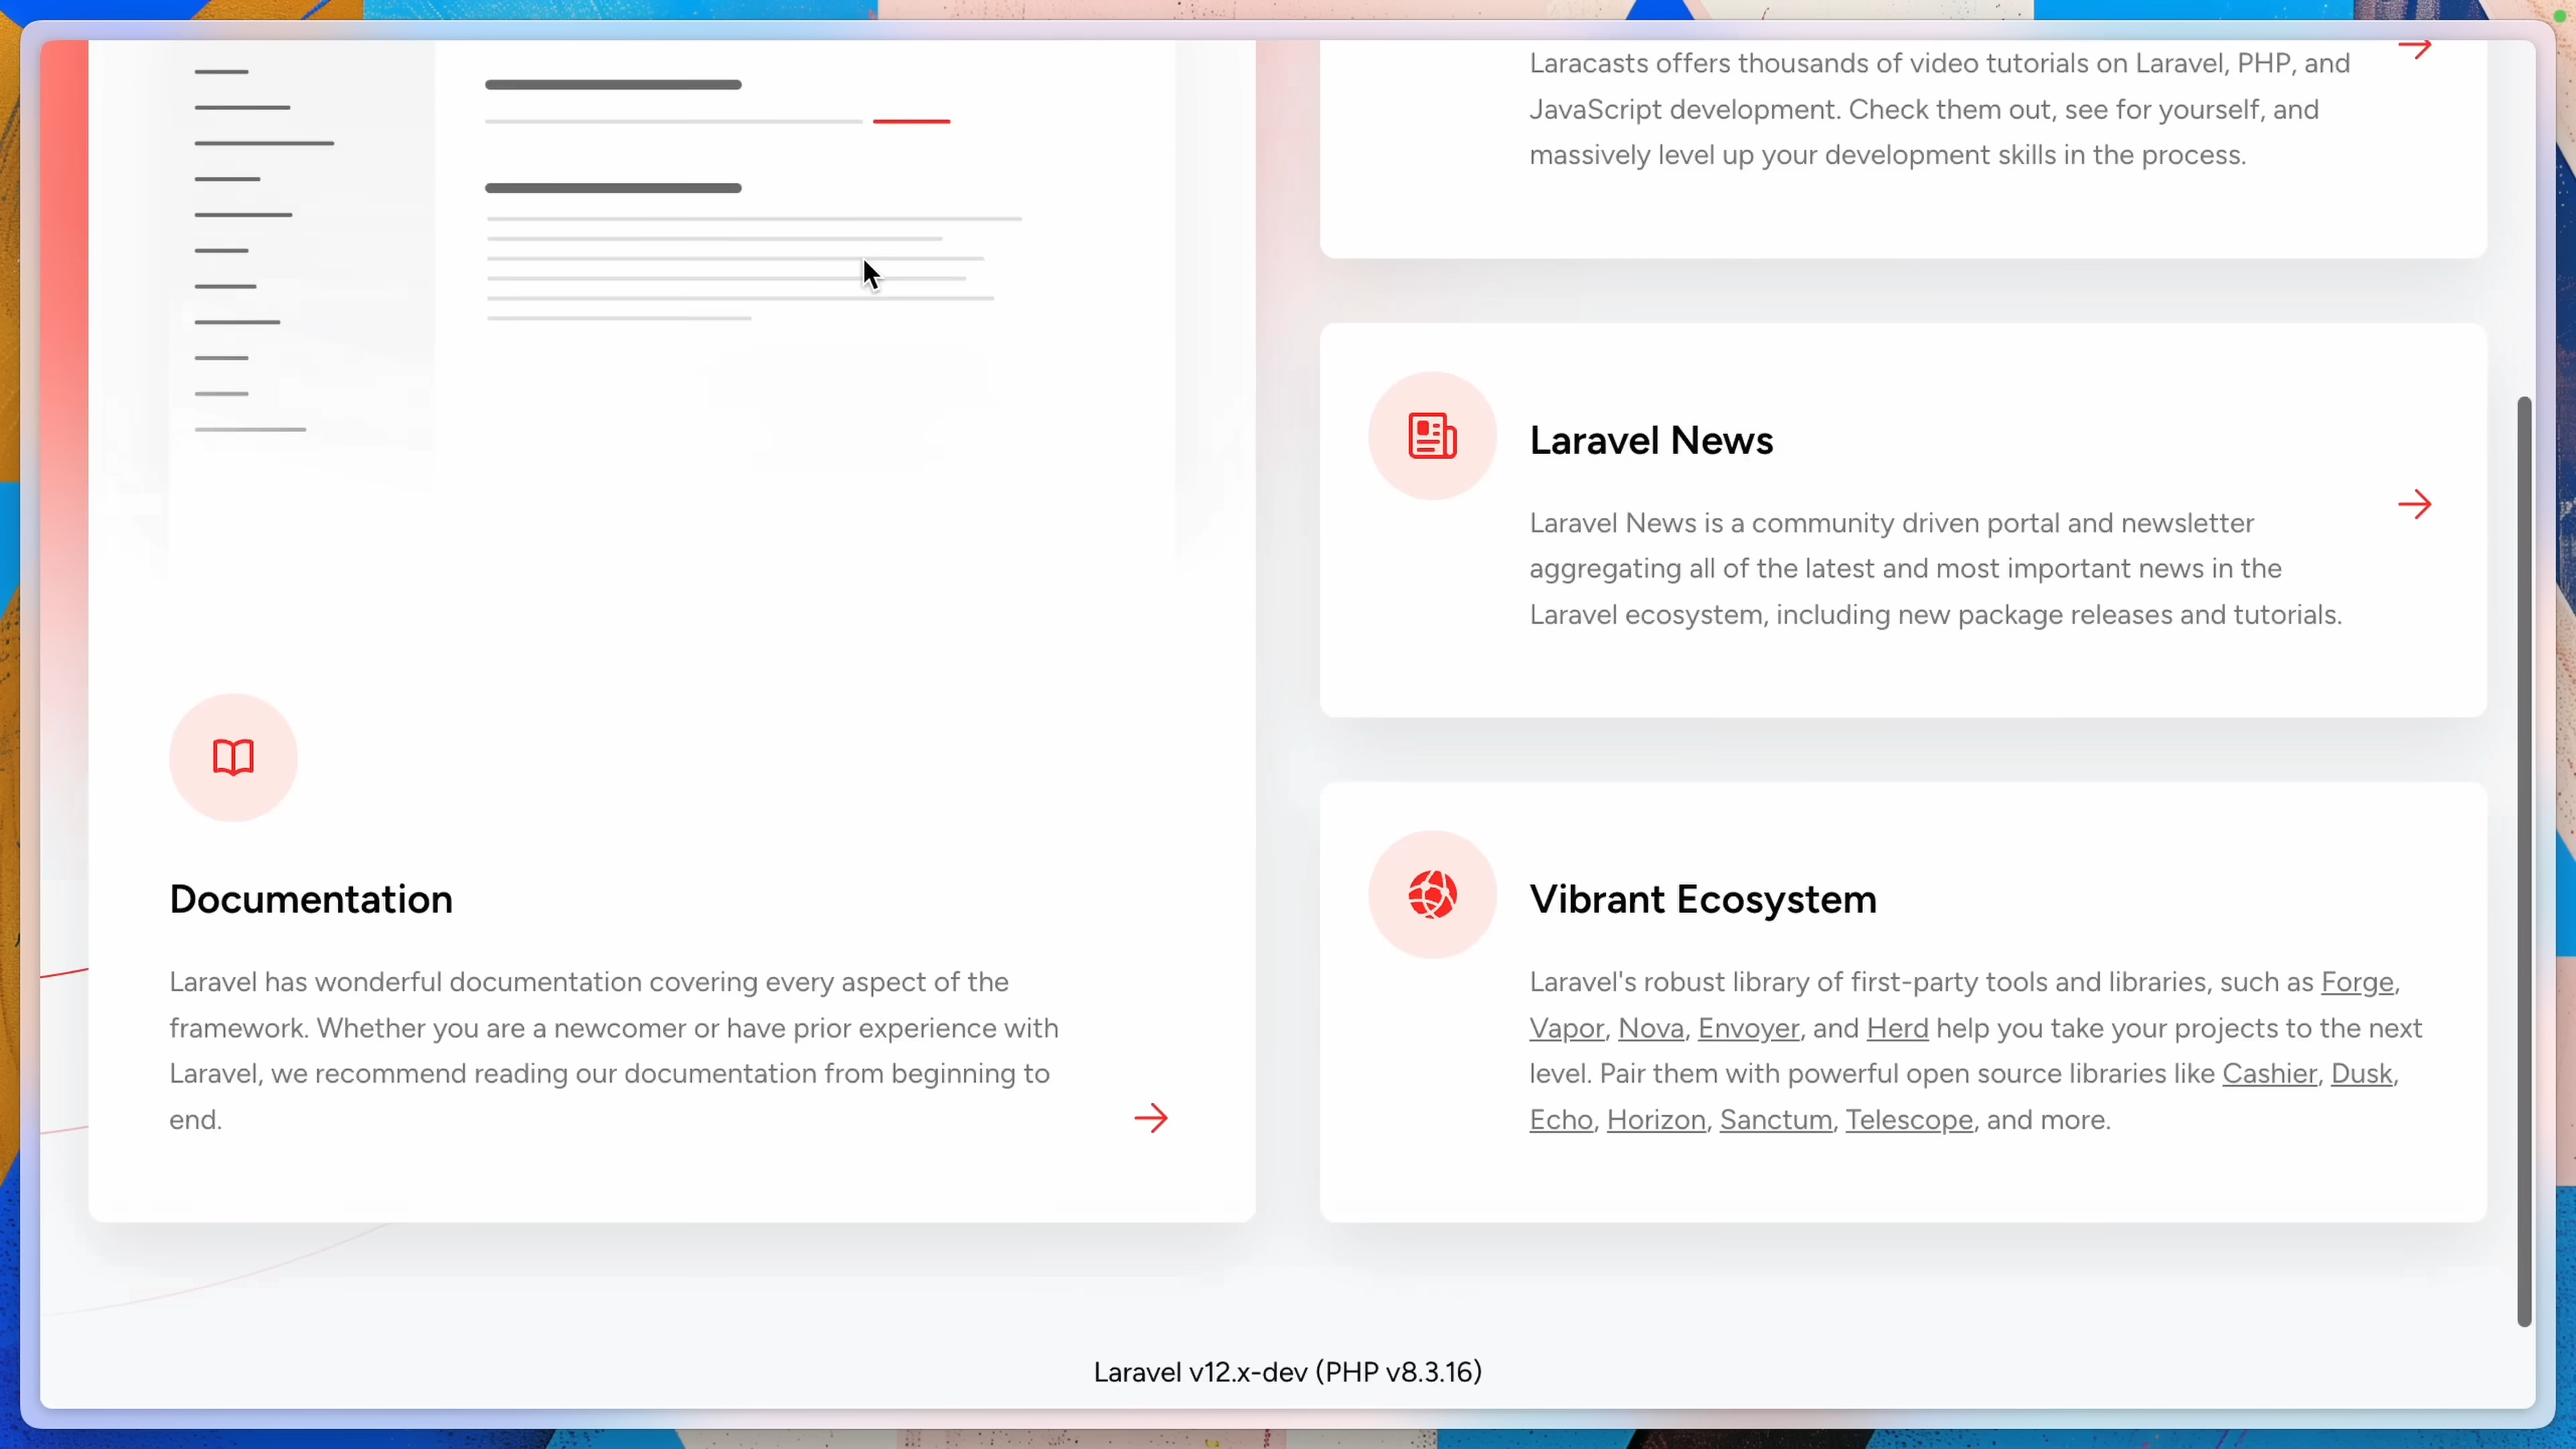 Laracasts offers thousands of video tutorials on Laravel, PHP, and
JavaScript development. Check them out, see for yourself, and
massively level up your development skills in the process.
Laravel News
Laravel News is a community driven portal and newsletter
aggregating all of the latest and most important news in the
Laravel ecosystem, including new package releases and tutorials.
Documentation
Laravel has wonderful documentation covering every aspect of the
framework. Whether you are a newcomer or have prior experience with
Laravel, we recommend reading our documentation from beginning to
end.
Vibrant Ecosystem
Laravel's robust library of first-party tools and libraries, such as Forge,
Vapor, Nova, Envoyer, and Herd help you take your projects to the next
level. Pair them with powerful open source libraries like Cashier, Dusk,
Echo, Horizon, Sanctum, Telescope, and more.
Laravel v12.x-dev (PHP v8.3.16)